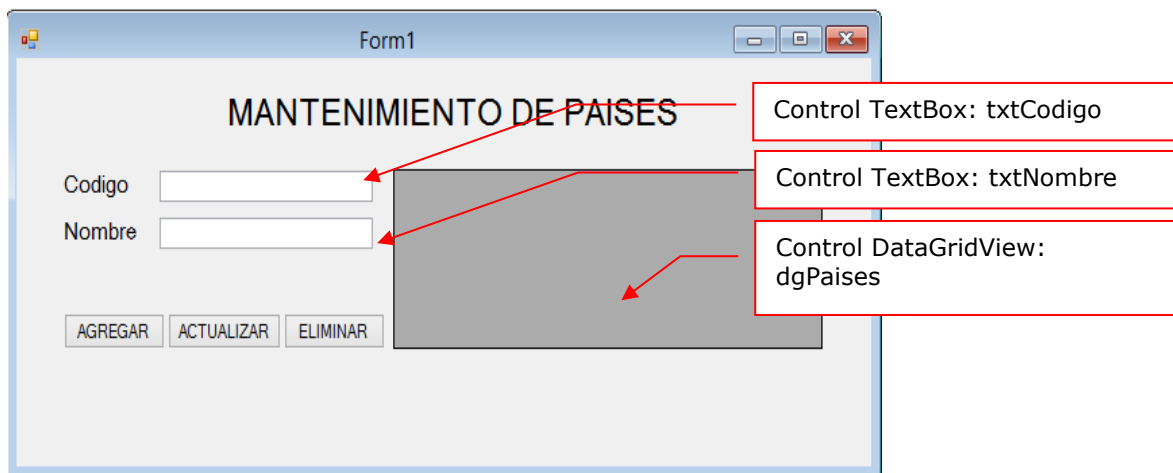 Form1
MANTENIMIENTO DE PAISES
Control TextBox: txtCodigo
Codigo
Control TextBox: txtNombre
Nombre
Control DataGridView:
dgPaises
AGREGAR
ACTUALIZAR
ELIMINAR